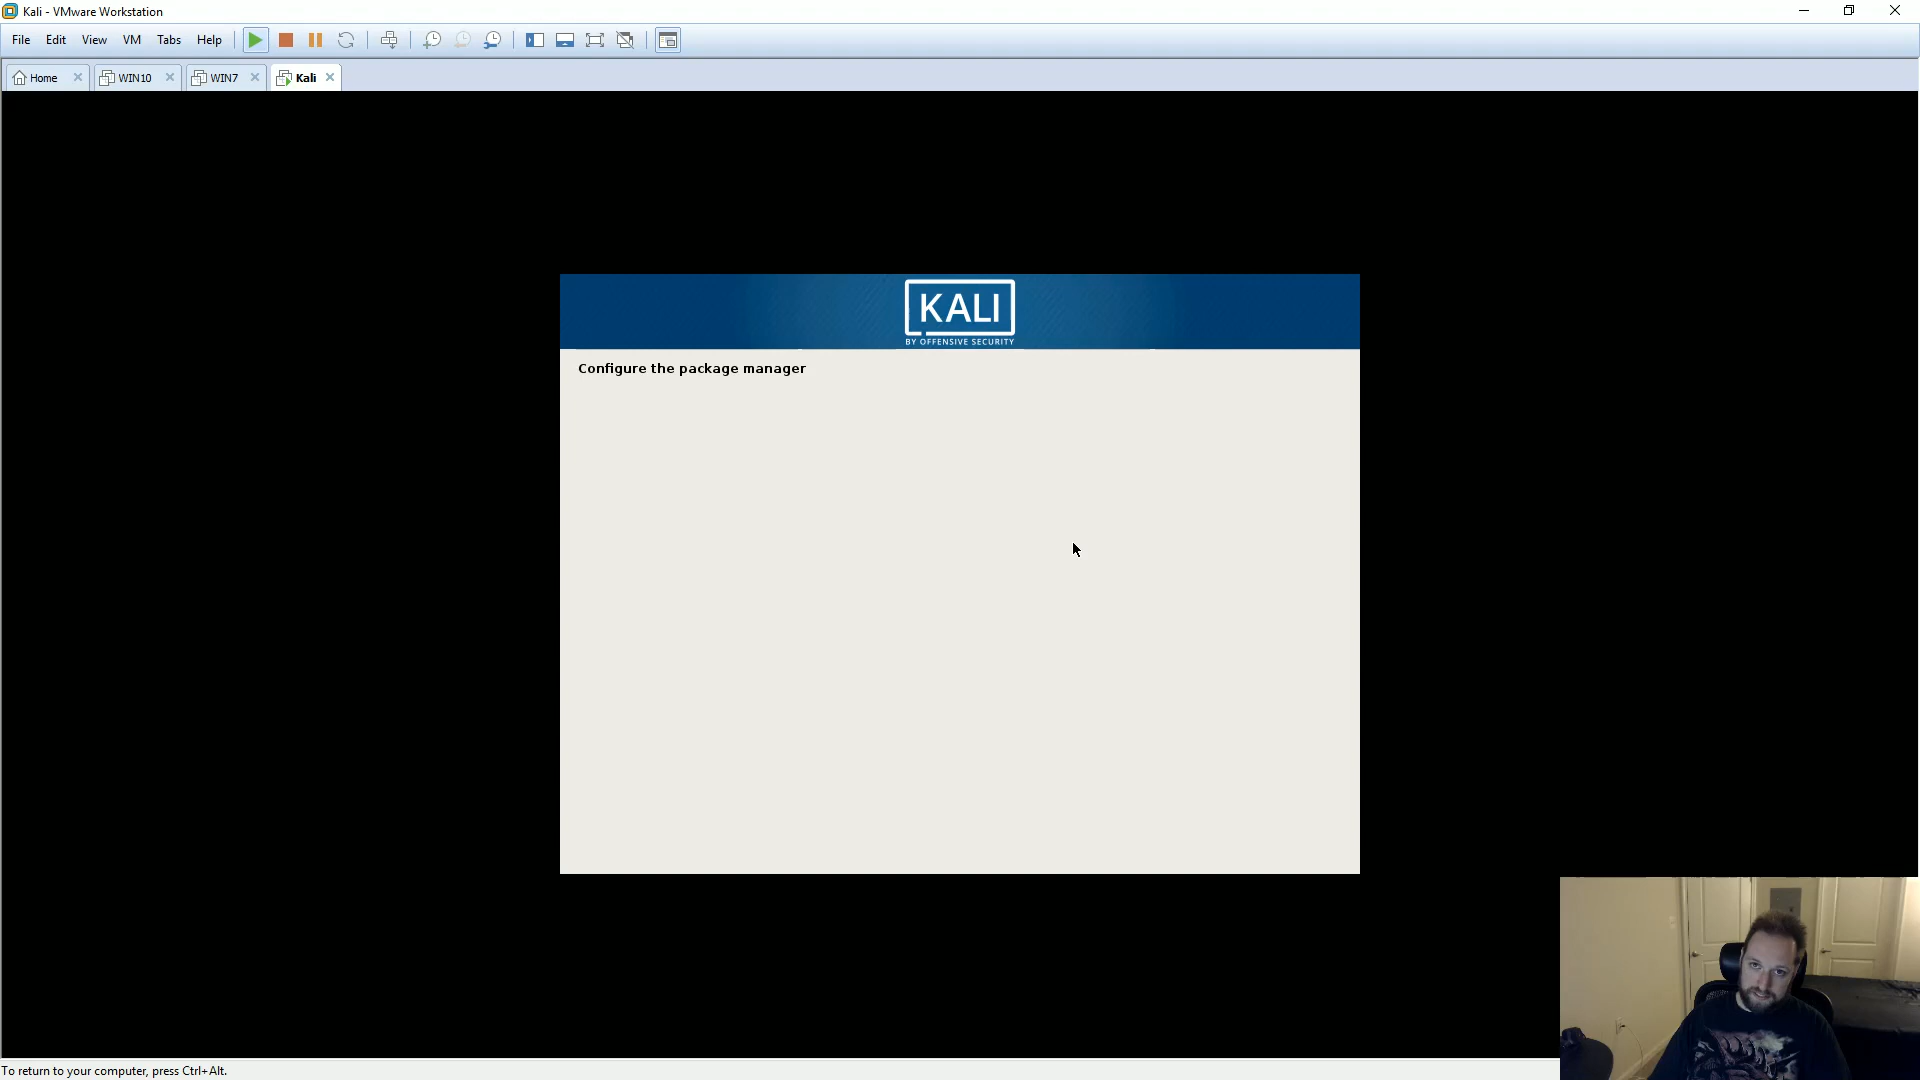 Kali - VMware Workstation
File Edit View VM Tabs Help
Home WIN10 WIN7 Kali
KALI
BY OFFENSIVE SECURITY
Configure the package manager
To return to your computer, press Ctrl+Alt.